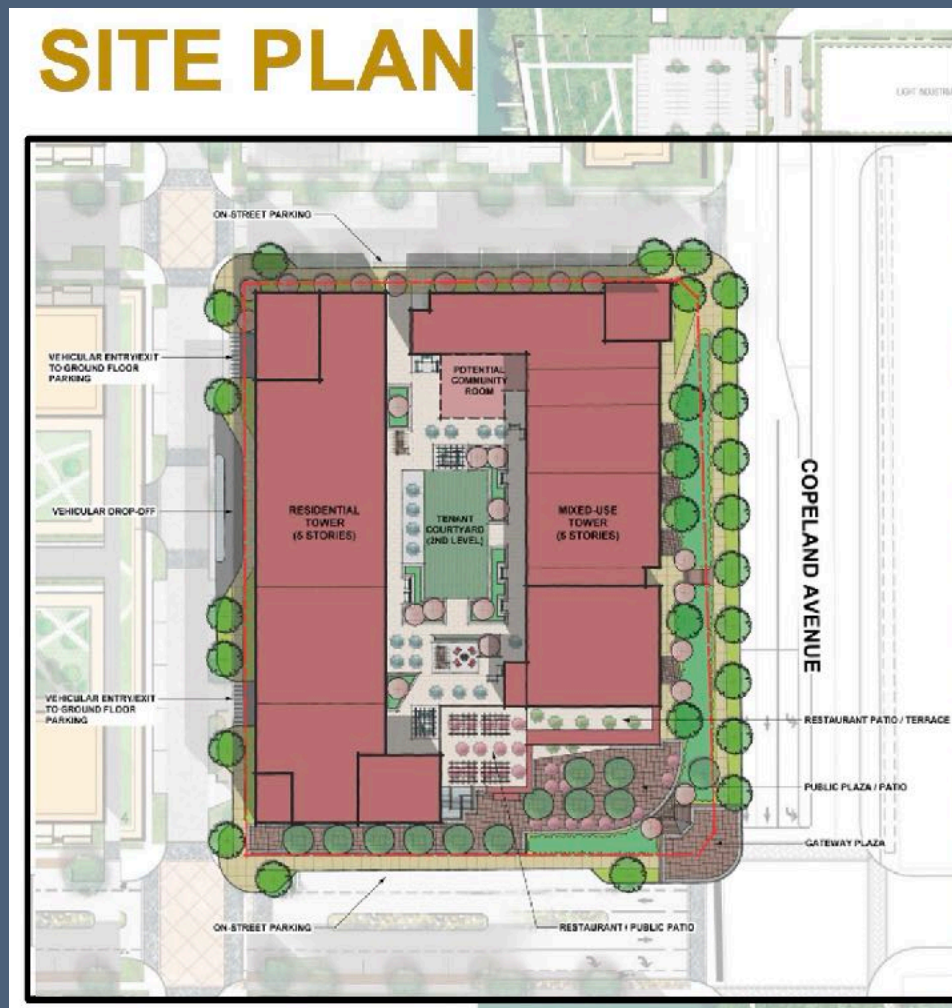 SITE PLAN
LIGHT INDUSTRIAL
ON-STREET PARKING
VEHICULAR ENTRY/EXIT
TO GROUND FLOOR
PARKING
POTENTIAL
COMMUNITY
ROOM
VEHICULAR DROP-OFF
RESIDENTIAL
TOWER
(5 STORIES)
TENANT
COURTYARD
(2ND LEVEL)
MIXED-USE
TOWER
(5 STORIES)
COPELAND AVENUE
VEHICULAR ENTRY/EXIT
TO GROUND FLOOR
PARKING
RESTAURANT PATIO / TERRACE
PUBLIC PLAZA / PATIO
GATEWAY PLAZA
ON-STREET PARKING
RESTAURANT / PUBLIC PATIO